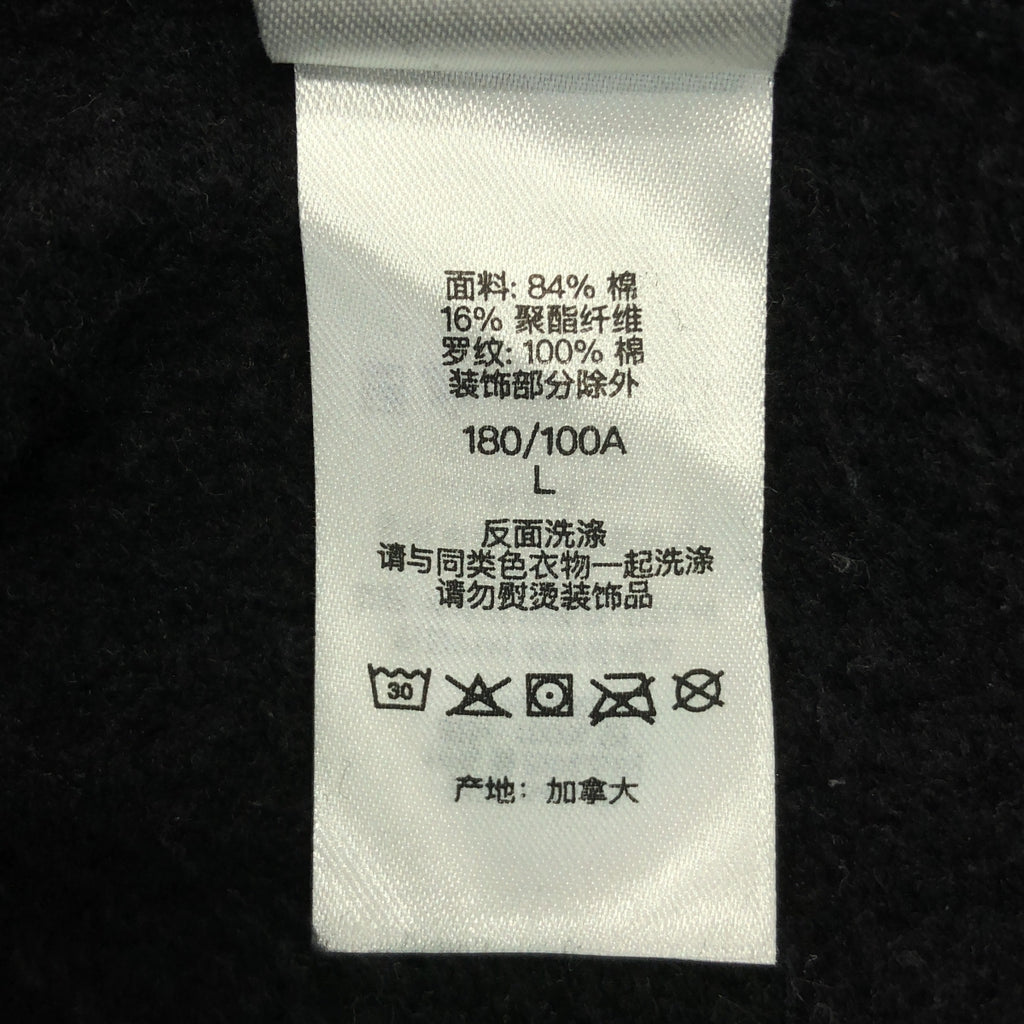 面料: 84% 棉
16% 聚酯纤维
罗纹: 100% 棉
装饰部分除外
180/100A
L
反面洗涤
请与同类色衣物一起洗涤
请勿熨烫装饰品
30
产地: 加拿大